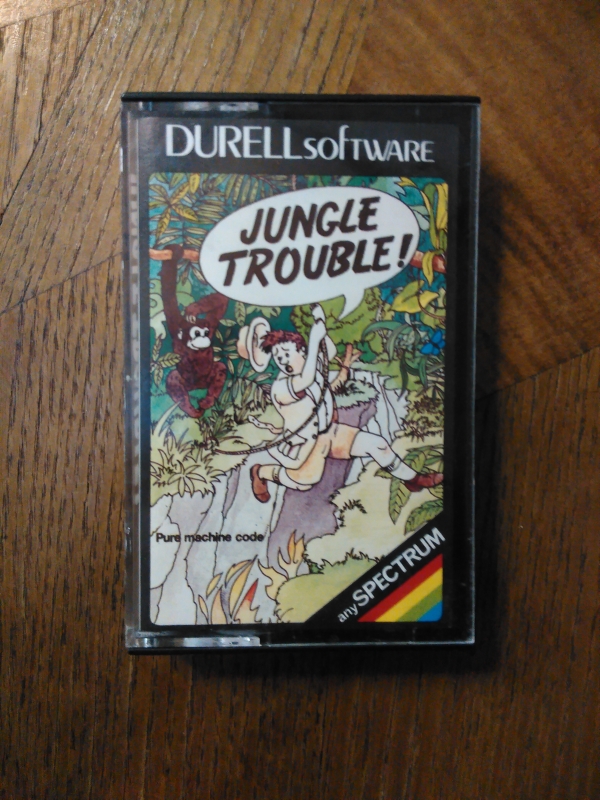 DURELL SOFTWARE
JUNGLE
TROUBLE!
Pure machine code
any SPECTRUM